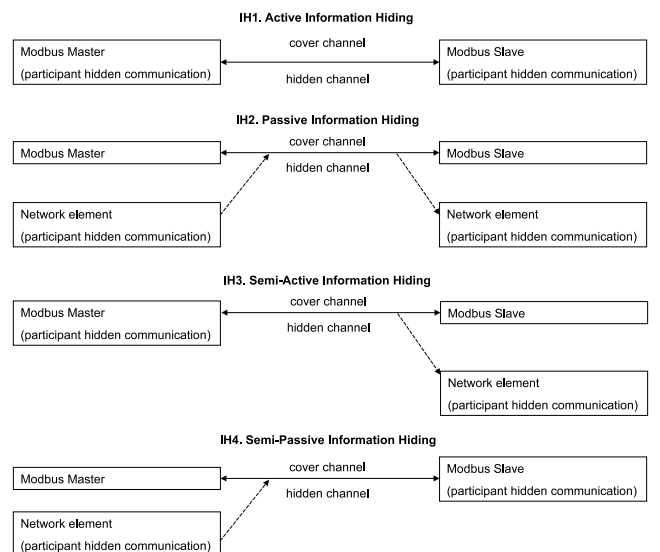 IH1. Active Information Hiding
cover channel
Modbus Master
(participant hidden communication)
Modbus Slave
(participant hidden communication)
hidden channel
IH2. Passive Information Hiding
cover channel
Modbus Master
Modbus Slave
hidden channel
Network element
(participant hidden communication)
Network element
(participant hidden communication)
IH3. Semi-Active Information Hiding
cover channel
Modbus Master
(participant hidden communication)
Modbus Slave
hidden channel
Network element
(participant hidden communication)
IH4. Semi-Passive Information Hiding
cover channel
Modbus Master
Modbus Slave
(participant hidden communication)
hidden channel
Network element
(participant hidden communication)